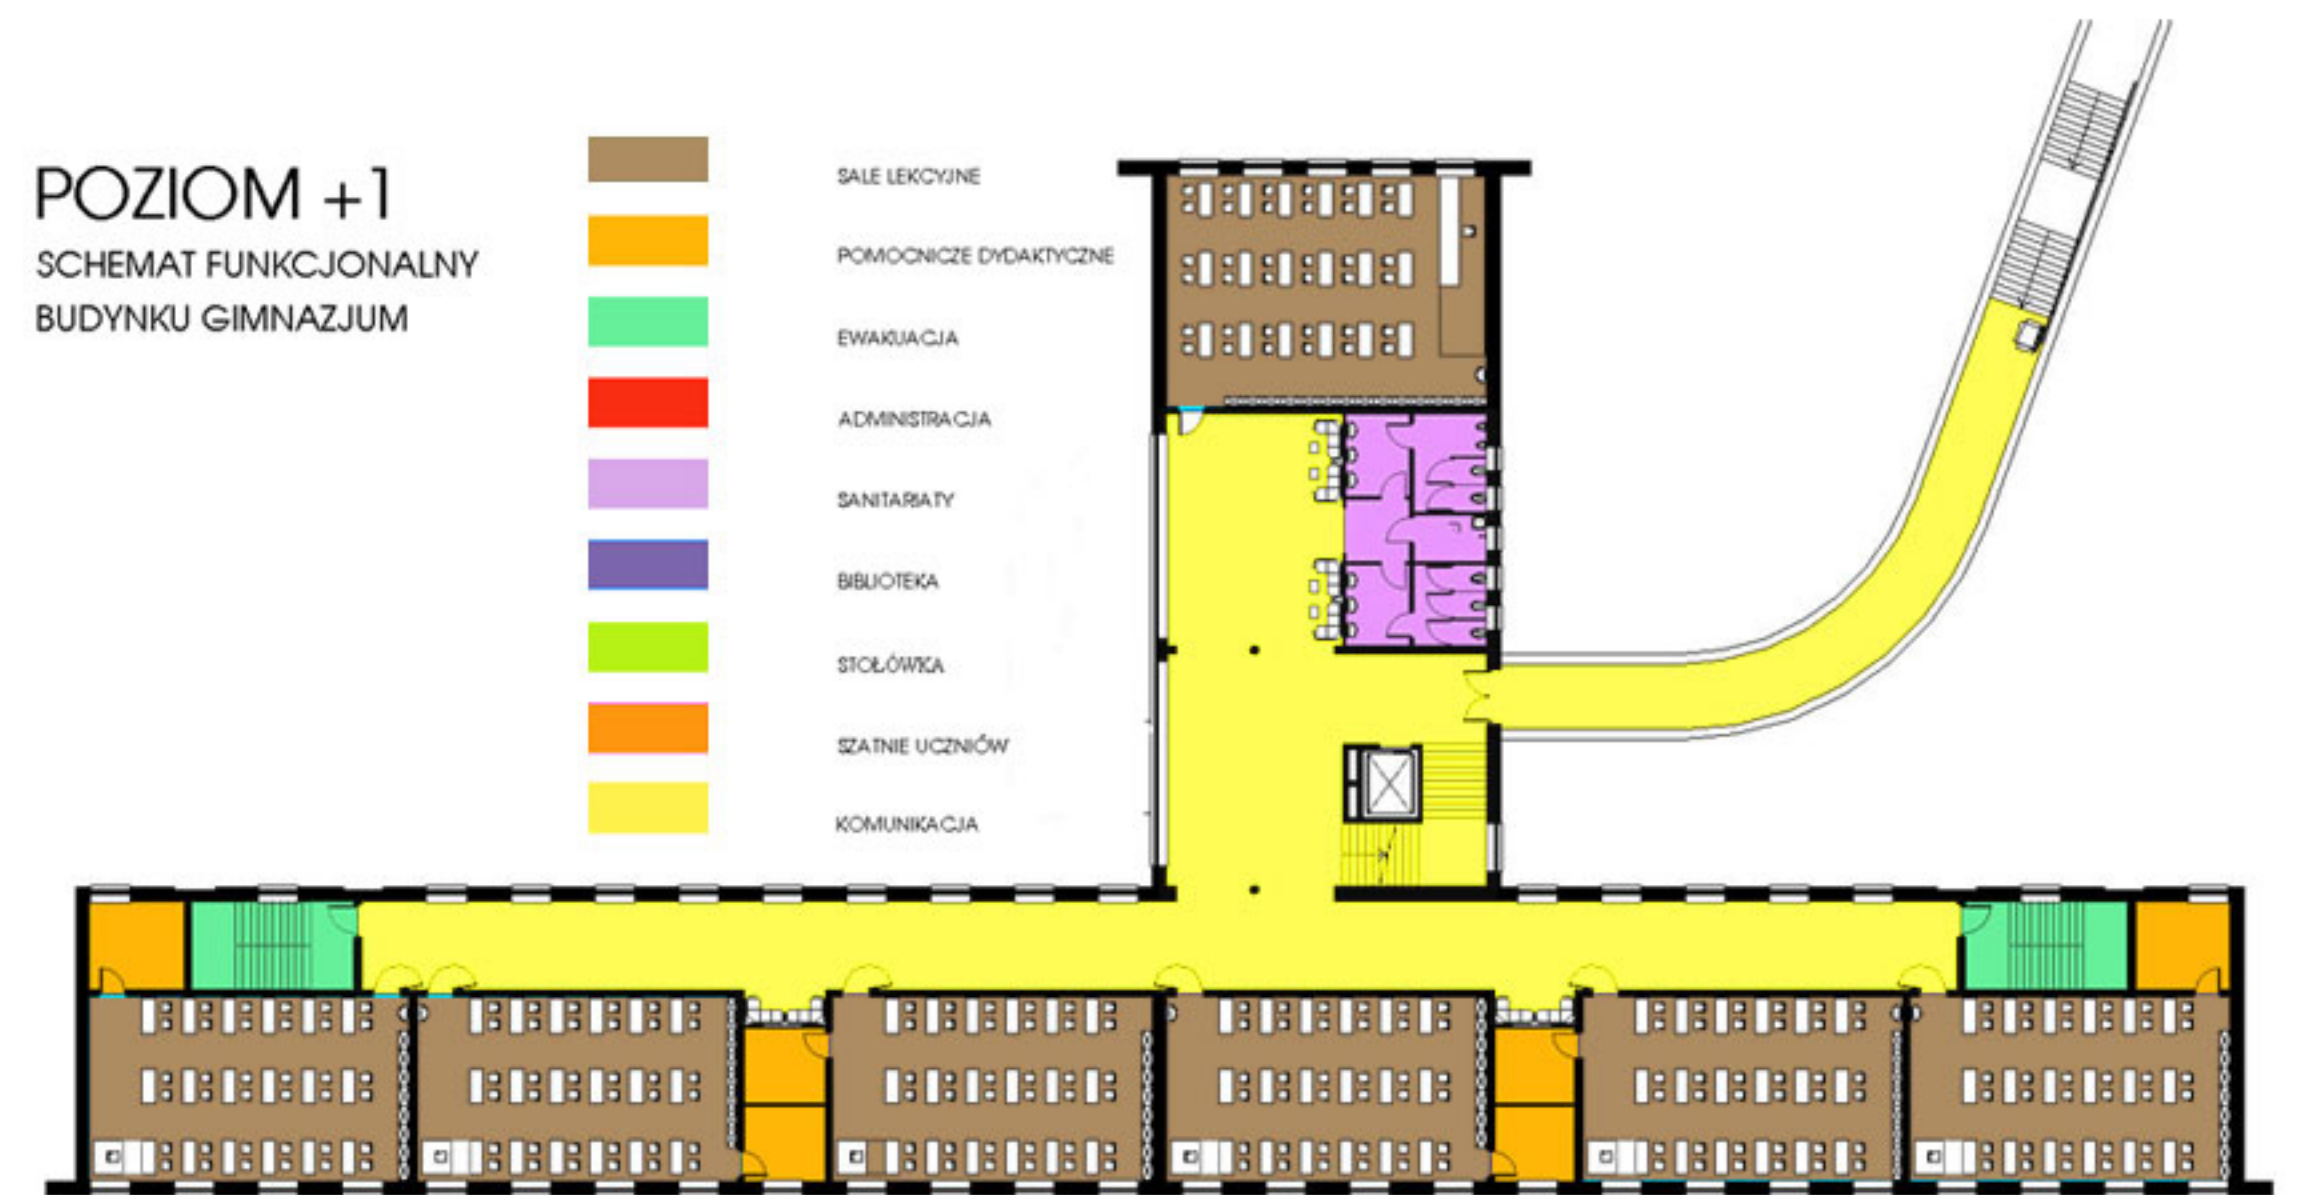 POZIOM +1
SCHEMAT FUNKCJONALNY
BUDYNKU GIMNAZJUM
SALE LEKCYJNE
POMOCNICZE DYDAKTYCZNE
EWAKUACJA
ADMINISTRACJA
SANITARIATY
BIBLIOTEKA
STOŁÓWKA
SZATNIE UCZNIÓW
KOMUNIKACJA